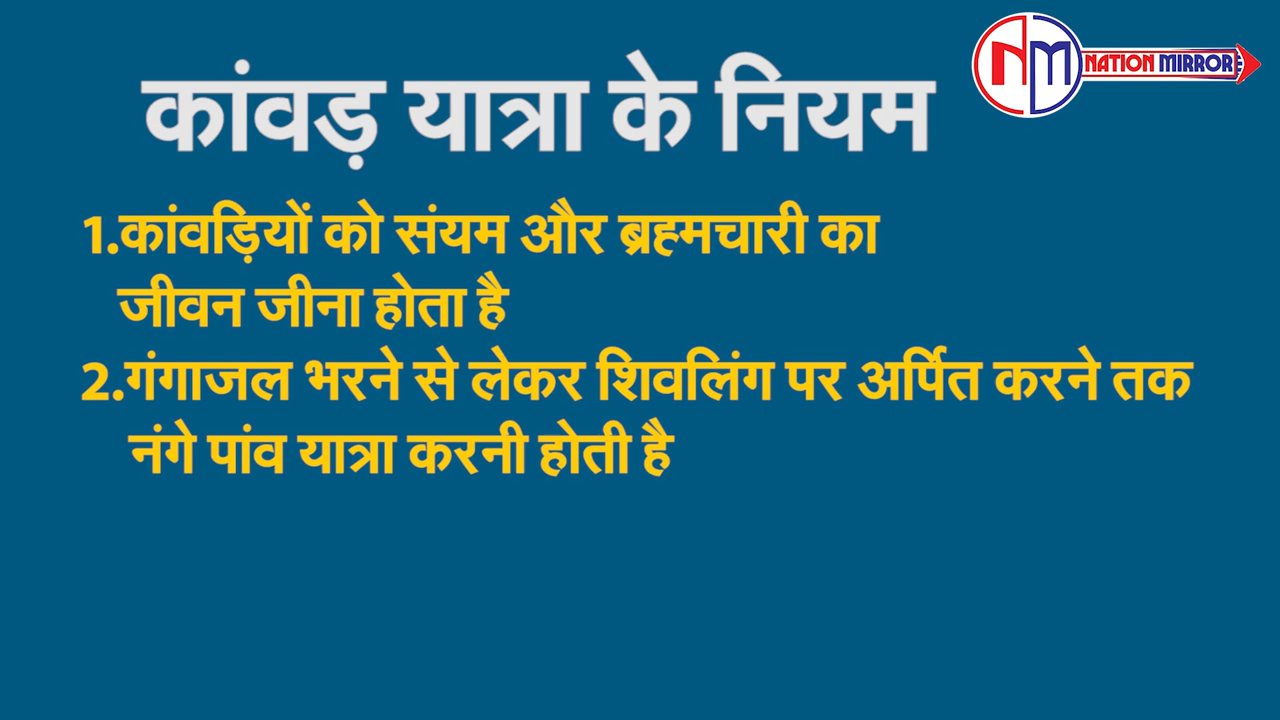 NM NATION MIRROR
कांवड़ यात्रा के नियम
1.कांवड़ियों को संयम और ब्रह्मचारी का
जीवन जीना होता है
2.गंगाजल भरने से लेकर शिवलिंग पर अर्पित करने तक
नंगे पांव यात्रा करनी होती है